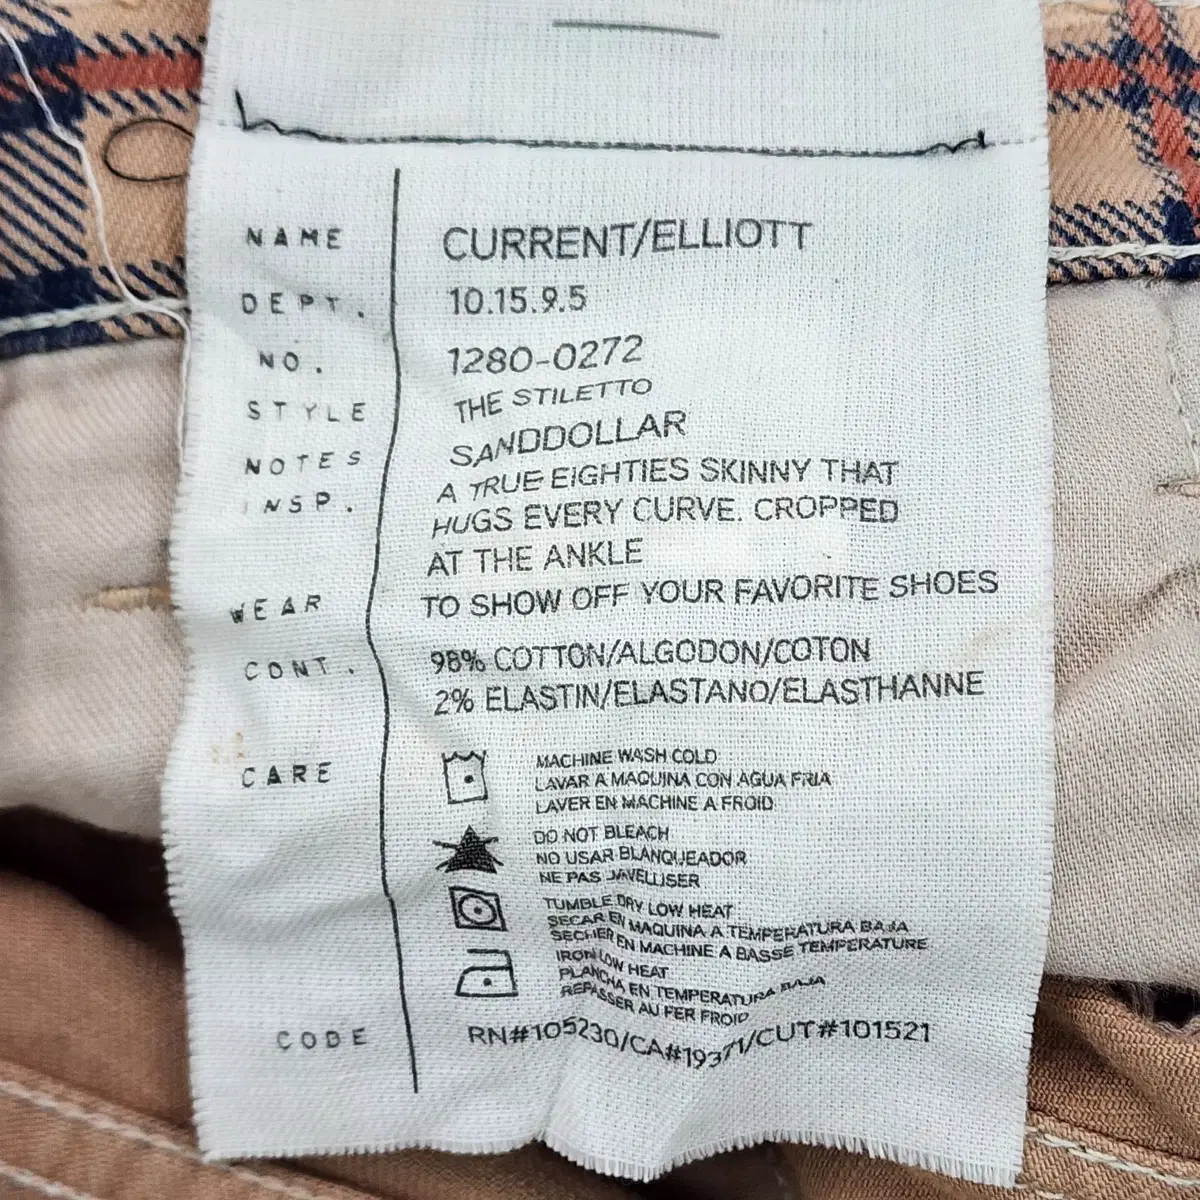 NAME CURRENT/ELLIOTT
DEPT. 10.15.9.5
NO. 1280-0272
STYLE THE STILETTO
NOTES SANDDOLLAR
INSP. A TRUE EIGHTIES SKINNY THAT
HUGS EVERY CURVE. CROPPED
AT THE ANKLE
WEAR TO SHOW OFF YOUR FAVORITE SHOES
CONT. 98% COTTON/ALGODON/COTON
2% ELASTIN/ELASTANO/ELASTHANNE
CARE MACHINE WASH COLD
LAVAR A MAQUINA CON AGUA FRIA
LAVER EN MACHINE A FROID
DO NOT BLEACH
NO USAR BLANQUEADOR
NE PAS JAVELLISER
TUMBLE DRY LOW HEAT
SECAR EN MAQUINA A TEMPERATURA BAJA
SECHER EN MACHINE A BASSE TEMPERATURE
IRON LOW HEAT
PLANCHA EN TEMPERATURA BAJA
REPASSER AU FER FROID
CODE RN#105230/CA#19371/CUT#101521